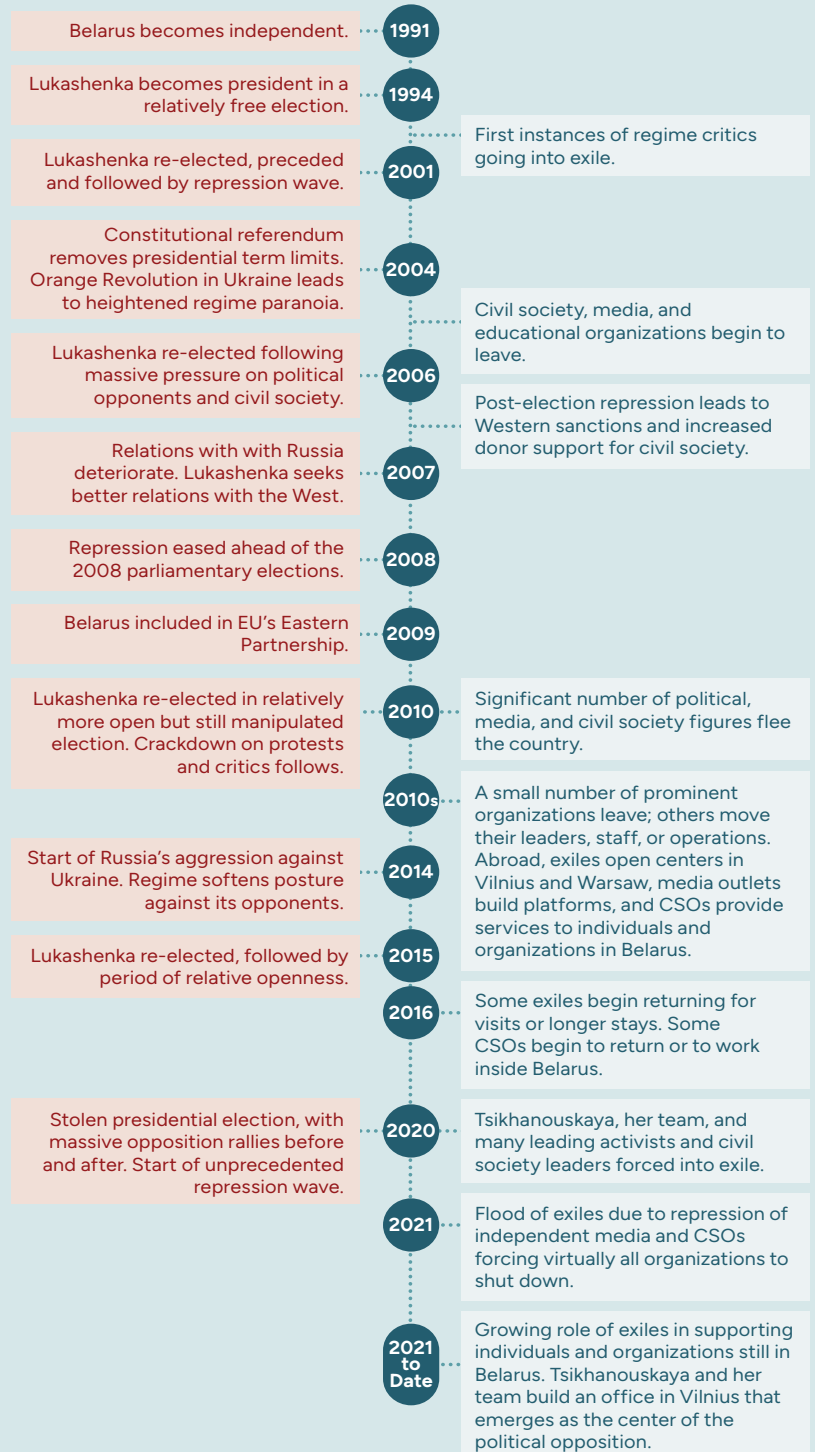 Belarus becomes independent.
1991
Lukashenka becomes president in a
relatively free election.
1994
First instances of regime critics
going into exile.
Lukashenka re-elected, preceded
and followed by repression wave.
2001
Constitutional referendum
removes presidential term limits.
Orange Revolution in Ukraine leads
to heightened regime paranoia.
2004
Civil society, media, and
educational organizations begin to
leave.
Lukashenka re-elected following
massive pressure on political
opponents and civil society.
2006
Post-election repression leads to
Western sanctions and increased
donor support for civil society.
Relations with with Russia
deteriorate. Lukashenka seeks
better relations with the West.
2007
Repression eased ahead of the
2008 parliamentary elections.
2008
Belarus included in EU’s Eastern
Partnership.
2009
Lukashenka re-elected in relatively
more open but still manipulated
election. Crackdown on protests
and critics follows.
2010
Significant number of political,
media, and civil society figures flee
the country.
2010s
A small number of prominent
organizations leave; others move
their leaders, staff, or operations.
Abroad, exiles open centers in
Vilnius and Warsaw, media outlets
build platforms, and CSOs provide
services to individuals and
organizations in Belarus.
Start of Russia’s aggression against
Ukraine. Regime softens posture
against its opponents.
2014
Lukashenka re-elected, followed by
period of relative openness.
2015
2016
Some exiles begin returning for
visits or longer stays. Some
CSOs begin to return or to work
inside Belarus.
Stolen presidential election, with
massive opposition rallies before
and after. Start of unprecedented
repression wave.
2020
Tsikhanouskaya, her team, and
many leading activists and civil
society leaders forced into exile.
2021
Flood of exiles due to repression of
independent media and CSOs
forcing virtually all organizations to
shut down.
2021
to
Date
Growing role of exiles in supporting
individuals and organizations still in
Belarus. Tsikhanouskaya and her
team build an office in Vilnius that
emerges as the center of the
political opposition.